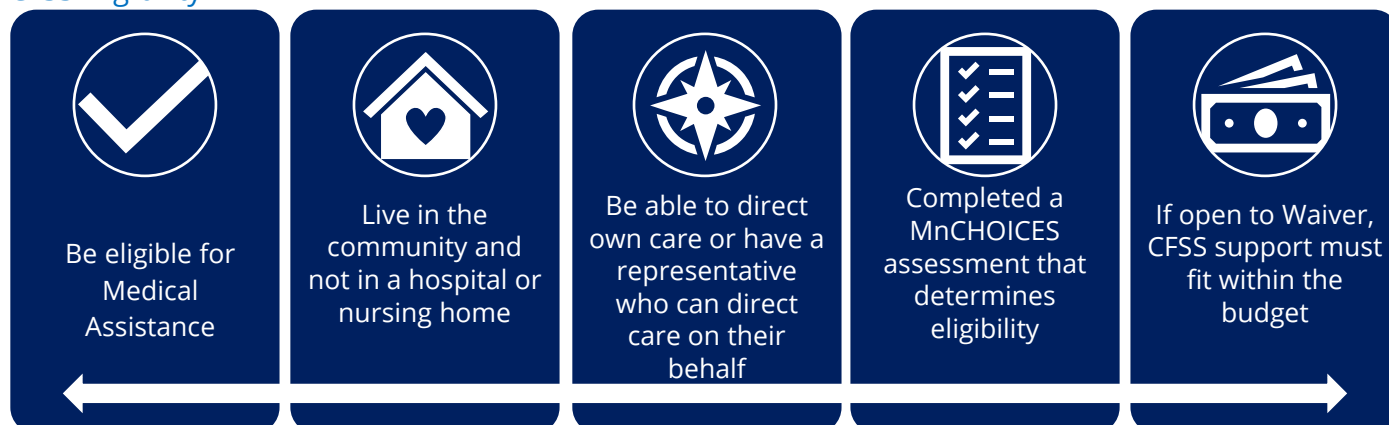 Be eligible for
Medical
Assistance
Live in the
community and
not in a hospital or
nursing home
Be able to direct
own care or have a
representative
who can direct
care on their
behalf
Completed a
MnCHOICES
assessment that
determines
eligibility
If open to Waiver,
CFSS support must
fit within the
budget